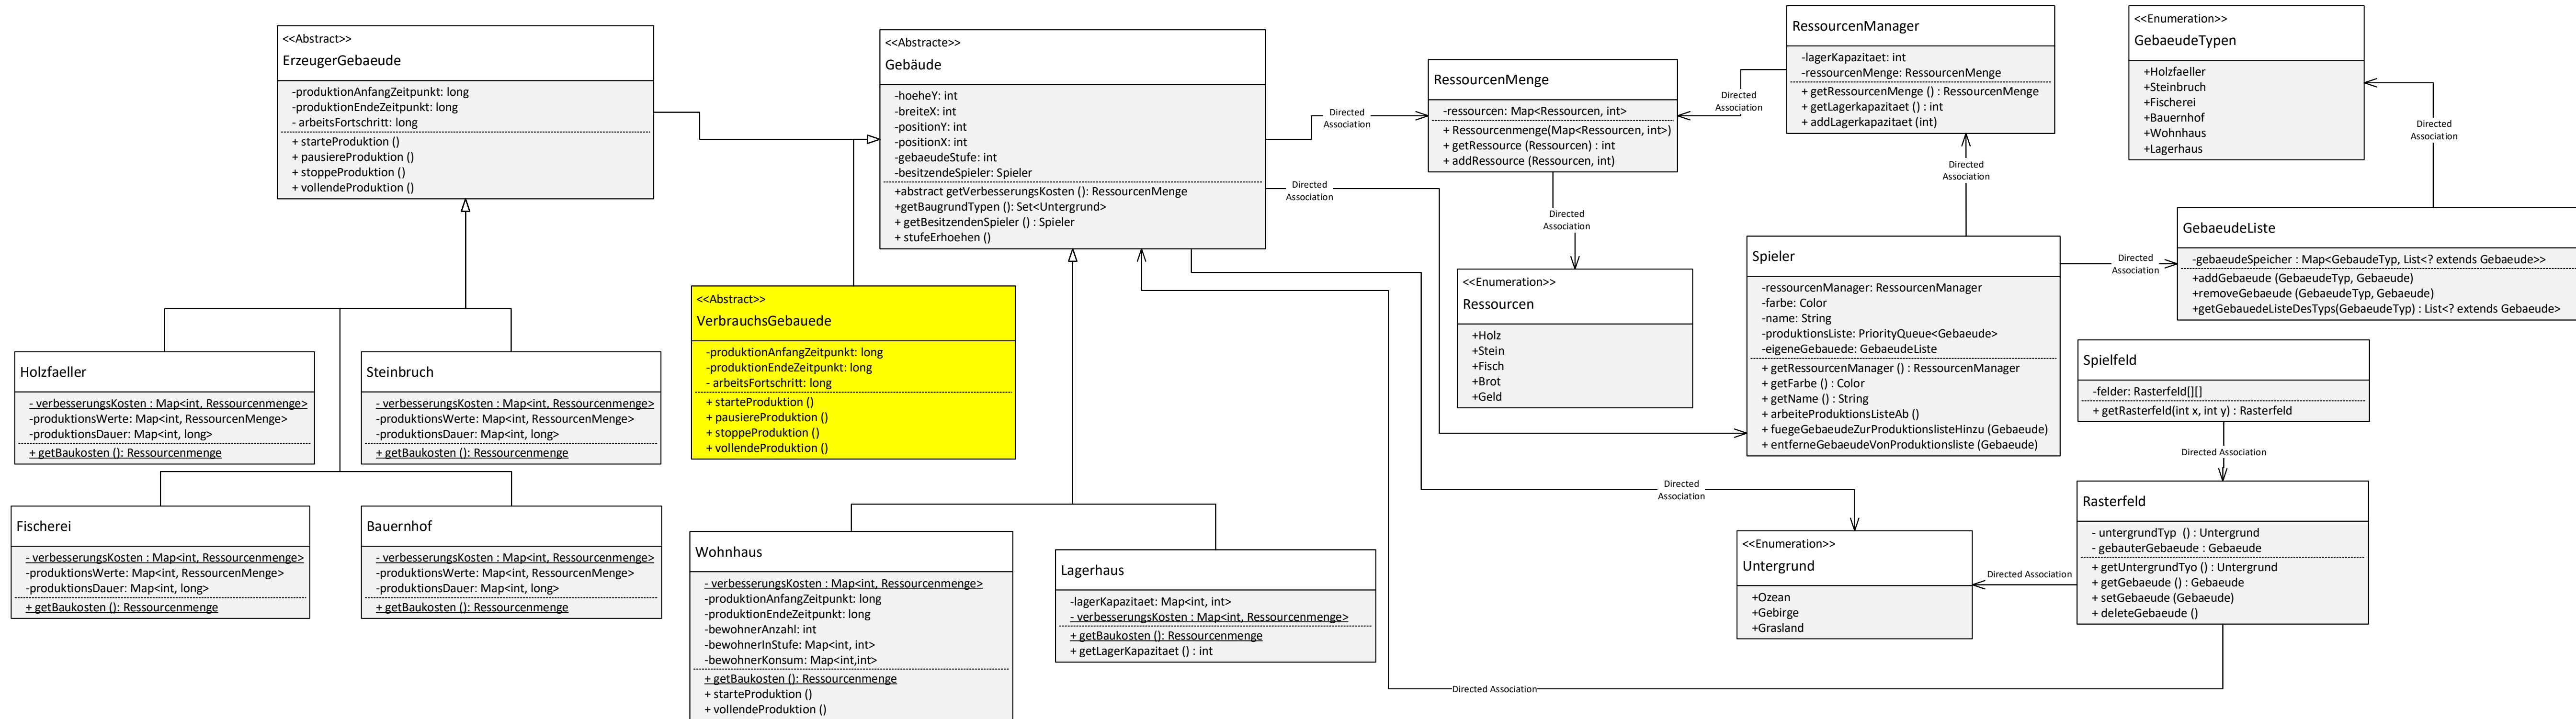 <<Abstract>>
ErzeugerGebaeude
-produktionAnfangZeitpunkt: long
-produktionEndeZeitpunkt: long
- arbeitsFortschritt: long
+ starteProduktion ()
+ pausiereProduktion ()
+ stoppeProduktion ()
+ vollendeProduktion ()
<<Abstracte>>
Gebäude
-hoeheY: int
-breiteX: int
-positionY: int
-positionX: int
-gebaeudeStufe: int
-besitzendeSpieler: Spieler
+abstract getVerbesserungsKosten (): RessourcenMenge
+getBaugrundTypen (): Set<Untergrund>
+ getBesitzendenSpieler () : Spieler
+ stufeErhoehen ()
Directed
Association
Directed
Association
RessourcenMenge
-ressourcen: Map<Ressourcen, int>
+ Ressourcenmenge(Map<Ressourcen, int>)
+ getRessource (Ressourcen) : int
+ addRessource (Ressourcen, int)
Directed
Association
RessourcenManager
-lagerKapazitaet: int
-ressourcenMenge: RessourcenMenge
+ getRessourcenMenge () : RessourcenMenge
+ getLagerkapazitaet () : int
+ addLagerkapazitaet (int)
Directed
Association
<<Enumeration>>
GebaeudeTypen
+Holzfaeller
+Steinbruch
+Fischerei
+Bauernhof
+Wohnhaus
+Lagerhaus
Directed
Association
Directed
Association
<<Enumeration>>
Ressourcen
+Holz
+Stein
+Fisch
+Brot
+Geld
Spieler
-ressourcenManager: RessourcenManager
-farbe: Color
-name: String
-produktionsListe: PriorityQueue<Gebaeude>
-eigeneGebauede: GebaeudeListe
+ getRessourcenManager () : RessourcenManager
+ getFarbe () : Color
+ getName () : String
+ arbeiteProduktionsListeAb ()
+ fuegeGebaeudeZurProduktionslisteHinzu (Gebaeude)
+ entferneGebaeudeVonProduktionsliste (Gebaeude)
Directed
Association
GebaeudeListe
-gebaeudeSpeicher : Map<GebaudeTyp, List<? extends Gebaude>>
+addGebaeude (GebaeudeTyp, Gebaeude)
+removeGebaeude (GebaeudeTyp, Gebaeude)
+getGebauedeListeDesTyps(GebaudeTyp) : List<? extends Gebaeude>
<<Abstract>>
VerbrauchsGebauede
-produktionAnfangZeitpunkt: long
-produktionEndeZeitpunkt: long
- arbeitsFortschritt: long
+ starteProduktion ()
+ pausiereProduktion ()
+ stoppeProduktion ()
+ vollendeProduktion ()
Holzfaeller
- verbesserungsKosten : Map<int, Ressourcenmenge>
-produktionsWerte: Map<int, RessourcenMenge>
-produktionsDauer: Map<int, long>
+ getBaukosten (): Ressourcenmenge
Steinbruch
- verbesserungsKosten : Map<int, Ressourcenmenge>
-produktionsWerte: Map<int, RessourcenMenge>
-produktionsDauer: Map<int, long>
+ getBaukosten (): Ressourcenmenge
Spielfeld
-felder: Rasterfeld[][]
+ getRasterfeld(int x, int y) : Rasterfeld
Directed Association
Directed
Association
Fischerei
- verbesserungsKosten : Map<int, Ressourcenmenge>
-produktionsWerte: Map<int, RessourcenMenge>
-produktionsDauer: Map<int, long>
+ getBaukosten (): Ressourcenmenge
Bauernhof
- verbesserungsKosten : Map<int, Ressourcenmenge>
-produktionsWerte: Map<int, RessourcenMenge>
-produktionsDauer: Map<int, long>
+ getBaukosten (): Ressourcenmenge
Wohnhaus
- verbesserungsKosten : Map<int, Ressourcenmenge>
-produktionAnfangZeitpunkt: long
-produktionEndeZeitpunkt: long
-bewohnerAnzahl: int
-bewohnerInStufe: Map<int, int>
-bewohnerKonsum: Map<int,int>
+ getBaukosten (): Ressourcenmenge
+ starteProduktion ()
+ vollendeProduktion ()
Lagerhaus
-lagerKapazitaet: Map<int, int>
- verbesserungsKosten : Map<int, Ressourcenmenge>
+ getBaukosten (): Ressourcenmenge
+ getLagerKapazitaet () : int
<<Enumeration>>
Untergrund
+Ozean
+Gebirge
+Grasland
Directed Association
Rasterfeld
- untergrundTyp () : Untergrund
- gebauterGebaeude : Gebaeude
+ getUntergrundTyo () : Untergrund
+ getGebaeude () : Gebaeude
+ setGebaeude (Gebaeude)
+ deleteGebaeude ()
Directed Association